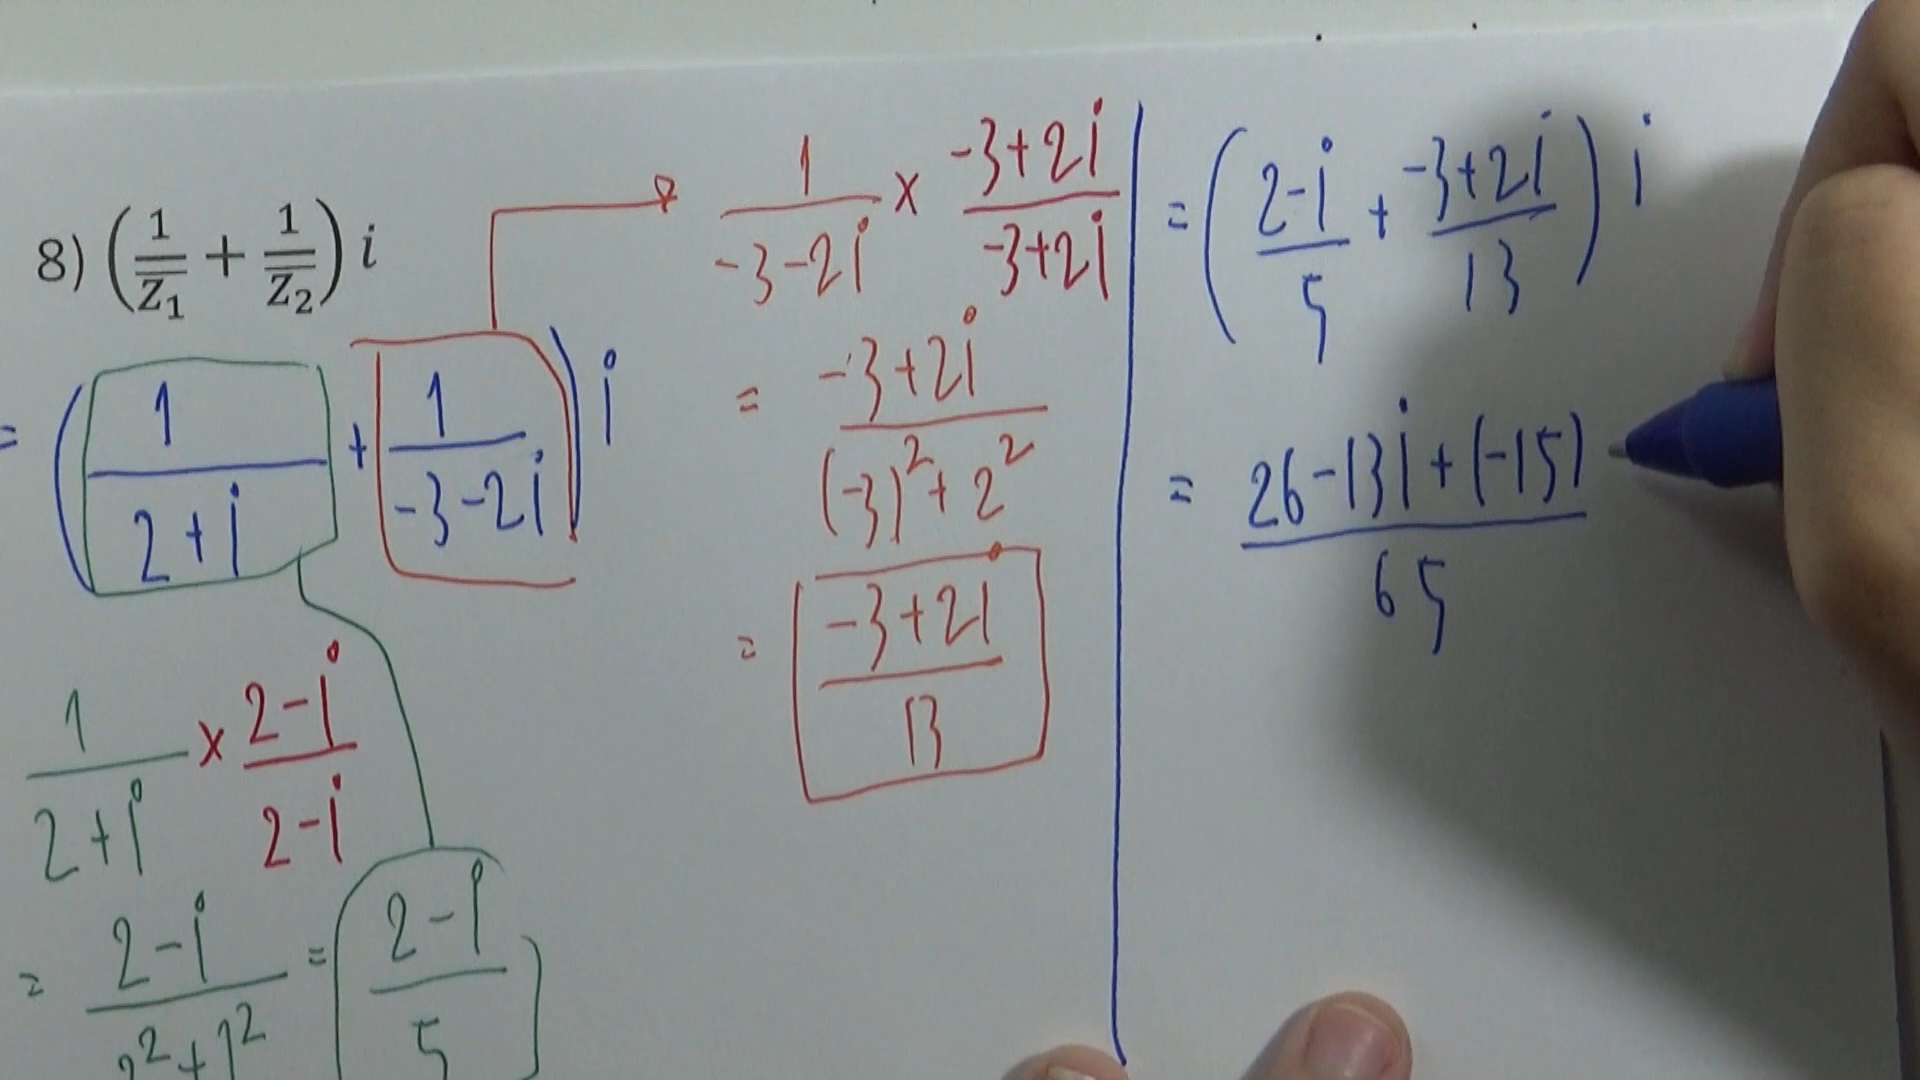 8) (1/z̅₁ + 1/z̅₂) i
= (1/(2+i) + 1/(-3-2i)) i
1/(2+i) × (2-i)/(2-i)
= (2-i)/(2²+1²) = (2-i)/5
1/(-3-2i) × (-3+2i)/(-3+2i)
= (-3+2i)/((-3)²+2²)
= (-3+2i)/13
= ((2-i)/5 + (-3+2i)/13) i
= (26-13i+(-15))/65